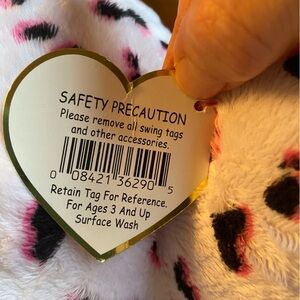 SAFETY PRECAUTION
Please remove all swing tags
and other accessories.
0 08421 36290 5
Retain Tag For Reference.
For Ages 3 And Up
Surface Wash